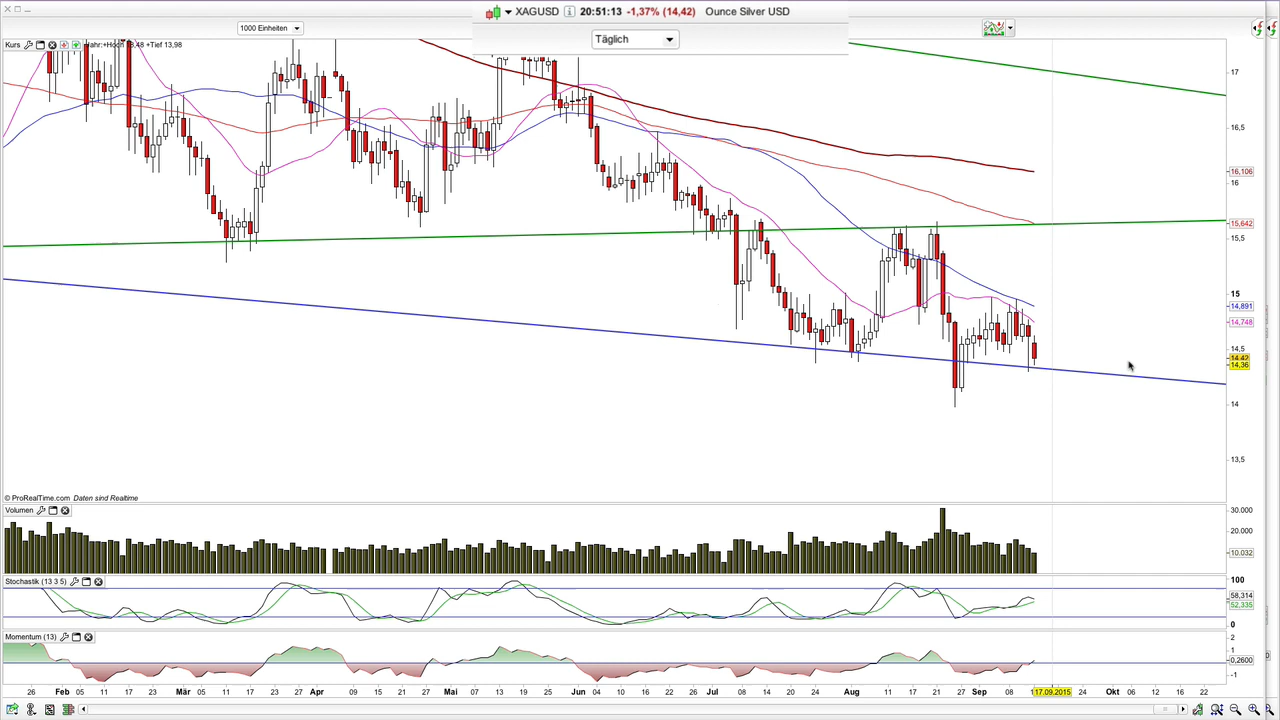 XAGUSD 20:51:13 -1,37% (14,42) Ounce Silver USD
1000 Einheiten
Täglich
Kurs
+Hoch 18,48 +Tief 13,98
17
16,5
16,106
16
15,642
15,5
15
14,891
14,748
14,5
14,42
14,36
14
13,5
© ProRealTime.com Daten sind Realtime
Volumen
30.000
20.000
10.032
Stochastik (13 3 5)
100
58,314
52,335
0
Momentum (13)
2
1
0,2600
-1
26 Feb 05 11 17 23 Mär 05 11 17 23 27 Apr 09 15 21 27 Mai 07 13 19 25 Jun 04 10 16 22 26 Jul 08 14 20 24 Aug 11 17 21 27 Sep 08 17.09.2015 24 Okt 06 12 16 22